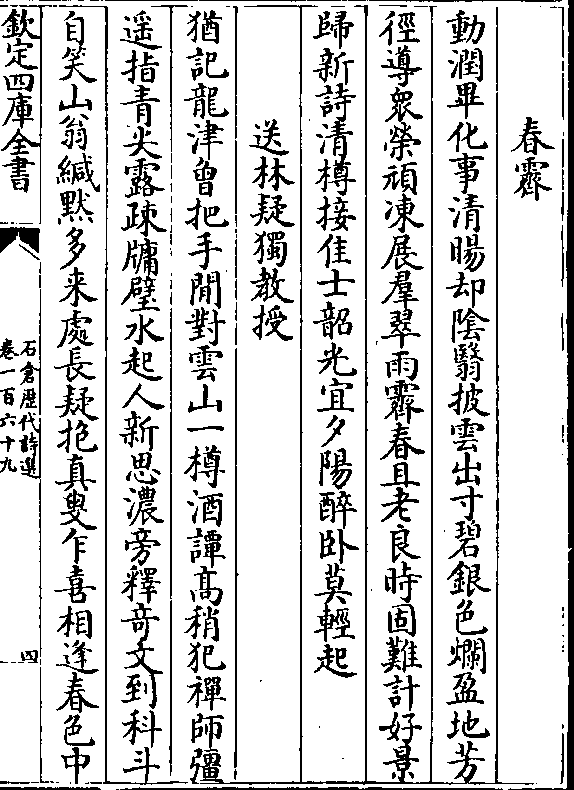 春霽
動潤畢化事清暘却陰翳披雲出寸碧銀色爛盈地芳
徑導衆榮頑凍展羣翠雨霽春且老良時固難計好景
歸新詩清樽接佳士韶光宜夕陽醉卧莫輕起
送林疑獨教授
猶記龍津曾把手閒對雲山一樽酒譚髙稍犯禪師彊
遥指青火露疎牖璧水起人新思濃旁釋竒文到科斗
自笑山翁緘黙多来處長疑抱真叟乍喜相逢春色中
欽定四庫全書
石倉歴代詩選
卷一百六十九
四